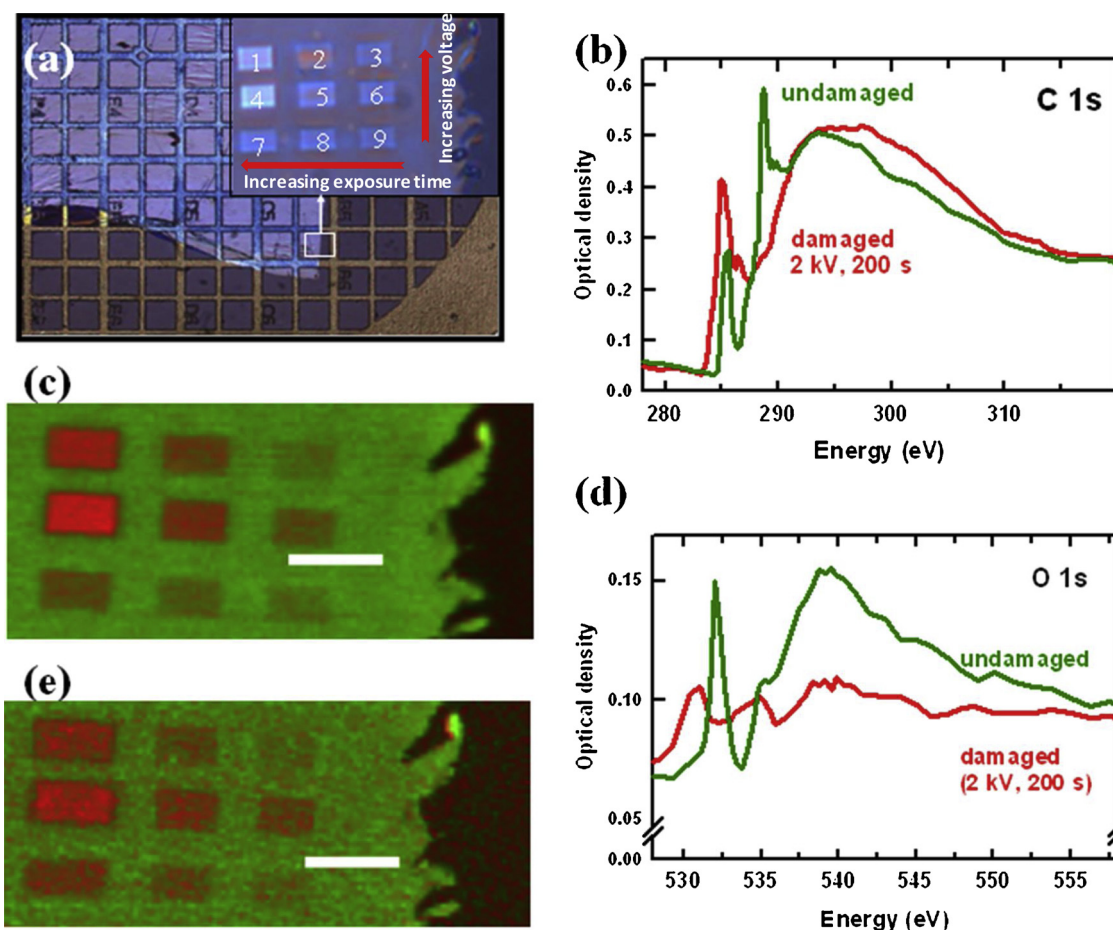 (a)
1 2 3
4 5 6
7 8 9
Increasing voltage
Increasing exposure time
(b)
C 1s
undamaged
damaged
2 kV, 200 s
Optical density
0.6
0.5
0.4
0.3
0.2
0.1
0.0
280 290 300 310
Energy (eV)
(c)
(d)
O 1s
undamaged
damaged
(2 kV, 200 s)
Optical density
0.15
0.10
0.05
0.00
530 535 540 545 550 555
Energy (eV)
(e)